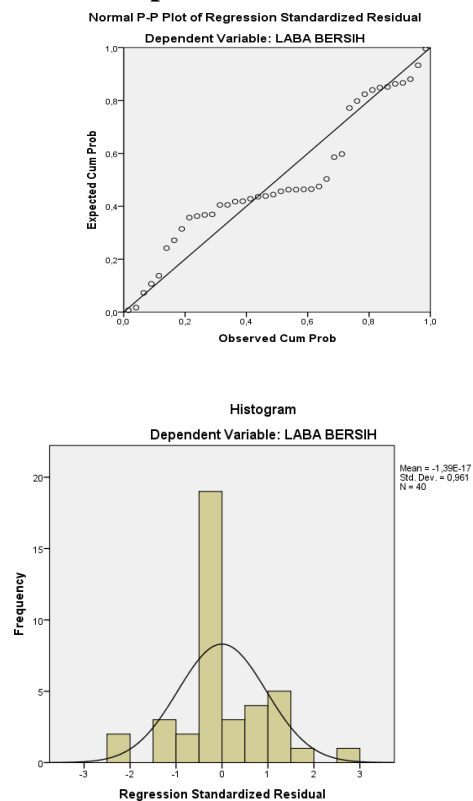 Normal P-P Plot of Regression Standardized Residual
Dependent Variable: LABA BERSIH
1,0
0,8
0,6
0,4
0,2
0,0
Expected Cum Prob
0,0 0,2 0,4 0,6 0,8 1,0
Observed Cum Prob
Histogram
Dependent Variable: LABA BERSIH
Mean = -1,39E-17
Std. Dev. = 0,961
N = 40
20
15
10
5
0
Frequency
-3 -2 -1 0 1 2 3
Regression Standardized Residual